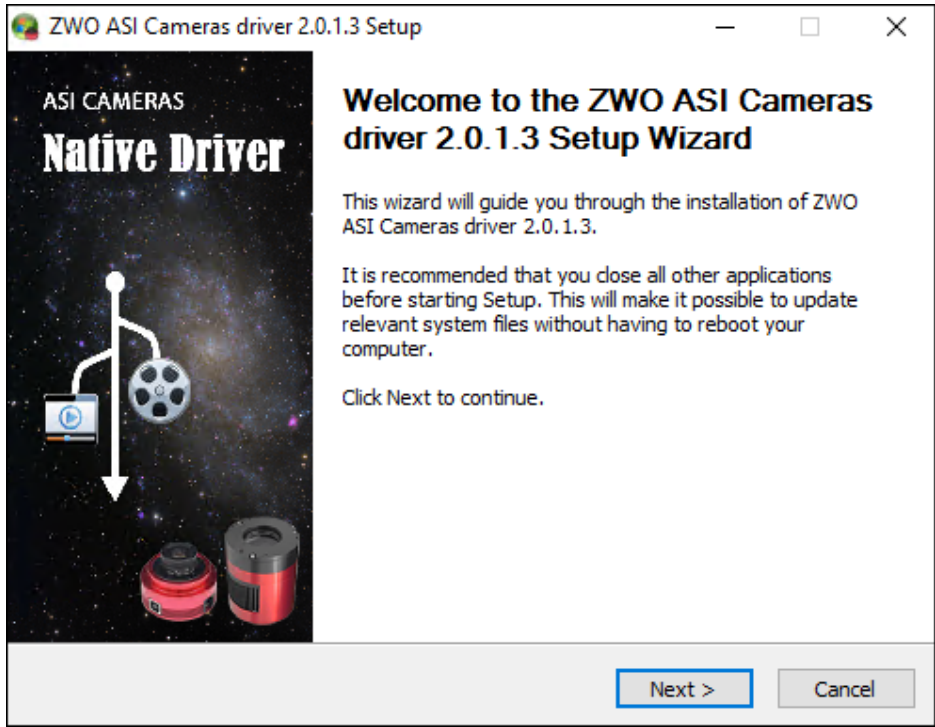 ZWO ASI Cameras driver 2.0.1.3 Setup
ASI CAMERAS
Native Driver
Welcome to the ZWO ASI Cameras
driver 2.0.1.3 Setup Wizard
This wizard will guide you through the installation of ZWO
ASI Cameras driver 2.0.1.3.
It is recommended that you close all other applications
before starting Setup. This will make it possible to update
relevant system files without having to reboot your
computer.
Click Next to continue.
Next >
Cancel